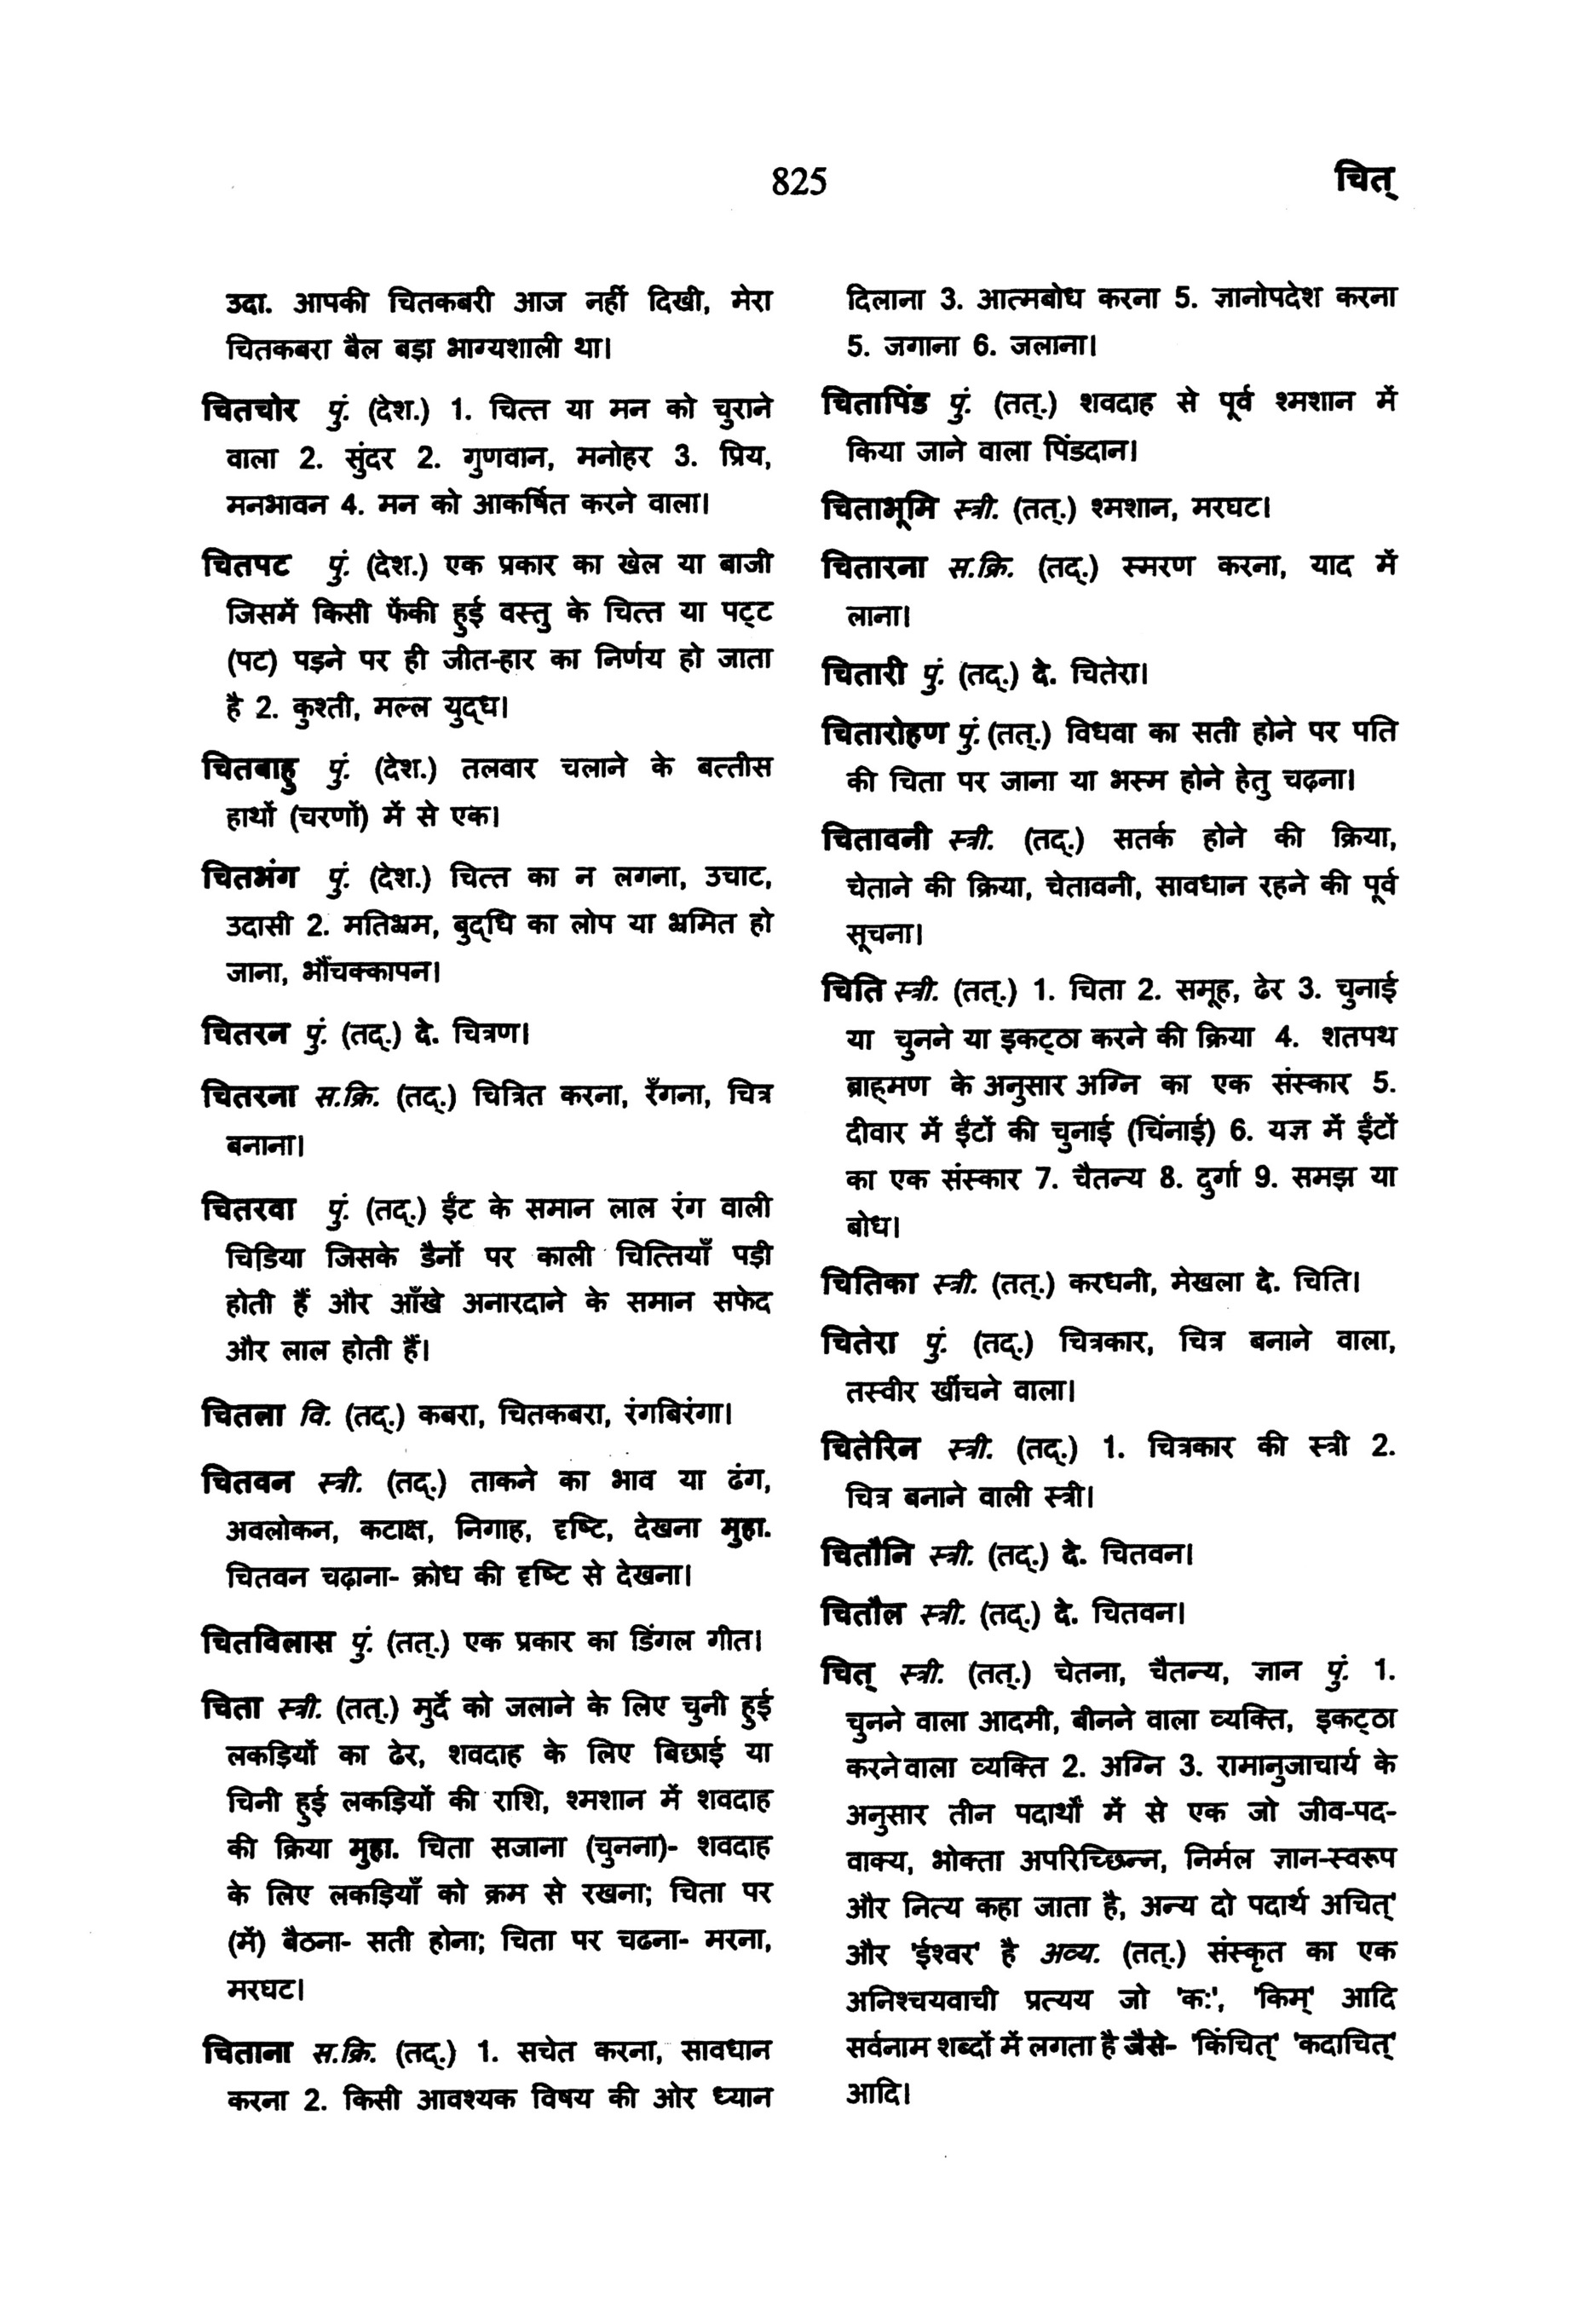 825
चित्
उदा. आपकी चितकबरी आज नहीं दिखी, मेरा
चितकबरा बैल बड़ा भाग्यशाली था।
चितचोर पुं. (देश.) 1. चित्त या मन को चुराने
वाला 2. सुंदर 2. गुणवान, मनोहर 3. प्रिय,
मनभावन 4. मन को आकर्षित करने वाला।
चितपट पुं. (देश.) एक प्रकार का खेल या बाजी
जिसमें किसी फेंकी हुई वस्तु के चित्त या पट्ट
(पट) पड़ने पर ही जीत-हार का निर्णय हो जाता
है 2. कुश्ती, मल्ल युद्ध।
चितबाहु पुं. (देश.) तलवार चलाने के बत्तीस
हाथों (चरणों) में से एक।
चितभंग पुं. (देश.) चित्त का न लगना, उचाट,
उदासी 2. मतिभ्रम, बुद्धि का लोप या भ्रमित हो
जाना, भौंचक्कापन।
चितरन पुं. (तद्.) दे. चित्रण।
चितरना स.क्रि. (तद्.) चित्रित करना, रँगना, चित्र
बनाना।
चितरवा पुं. (तद्.) ईंट के समान लाल रंग वाली
चिडिया जिसके डैनों पर काली चित्तियाँ पड़ी
होती हैं और आँखे अनारदाने के समान सफेद
और लाल होती हैं।
चितला वि. (तद्.) कबरा, चितकबरा, रंगबिरंगा।
चितवन स्त्री. (तद्.) ताकने का भाव या ढंग,
अवलोकन, कटाक्ष, निगाह, दृष्टि, देखना मुहा.
चितवन चढ़ाना- क्रोध की दृष्टि से देखना।
चितविलास पुं. (तत्.) एक प्रकार का डिंगल गीत।
चिता स्त्री. (तत्.) मुर्दे को जलाने के लिए चुनी हुई
लकड़ियों का ढेर, शवदाह के लिए बिछाई या
चिनी हुई लकड़ियों की राशि, श्मशान में शवदाह
की क्रिया मुहा. चिता सजाना (चुनना)- शवदाह
के लिए लकड़ियाँ को क्रम से रखना; चिता पर
(में) बैठना- सती होना; चिता पर चढना- मरना,
मरघट।
चिताना स.क्रि. (तद्.) 1. सचेत करना, सावधान
करना 2. किसी आवश्यक विषय की ओर ध्यान
दिलाना 3. आत्मबोध करना 5. ज्ञानोपदेश करना
5. जगाना 6. जलाना।
चितापिंड पुं. (तत्.) शवदाह से पूर्व श्मशान में
किया जाने वाला पिंडदान।
चिताभूमि स्त्री. (तत्.) श्मशान, मरघट।
चितारना स.क्रि. (तद्.) स्मरण करना, याद में
लाना।
चितारी पुं. (तद्.) दे. चितेरा।
चितारोहण पुं. (तत्.) विधवा का सती होने पर पति
की चिता पर जाना या भस्म होने हेतु चढ़ना।
चितावनी स्त्री. (तद्.) सतर्क होने की क्रिया,
चेताने की क्रिया, चेतावनी, सावधान रहने की पूर्व
सूचना।
चिति स्त्री. (तत्.) 1. चिता 2. समूह, ढेर 3. चुनाई
या चुनने या इकट्ठा करने की क्रिया 4. शतपथ
ब्राह्मण के अनुसार अग्नि का एक संस्कार 5.
दीवार में ईंटों की चुनाई (चिंनाई) 6. यज्ञ में ईंटों
का एक संस्कार 7. चैतन्य 8. दुर्गा 9. समझ या
बोध।
चितिका स्त्री. (तत्.) करधनी, मेखला दे. चिति।
चितेरा पुं. (तद्.) चित्रकार, चित्र बनाने वाला,
तस्वीर खींचने वाला।
चितेरिन स्त्री. (तद्.) 1. चित्रकार की स्त्री 2.
चित्र बनाने वाली स्त्री।
चितौनि स्त्री. (तद्.) दे. चितवन।
चितौल स्त्री. (तद्.) दे. चितवन।
चित् स्त्री. (तत्.) चेतना, चैतन्य, ज्ञान पुं. 1.
चुनने वाला आदमी, बीनने वाला व्यक्ति, इकट्ठा
करने वाला व्यक्ति 2. अग्नि 3. रामानुजाचार्य के
अनुसार तीन पदार्थों में से एक जो जीव-पद-
वाक्य, भोक्ता अपरिच्छिन्न, निर्मल ज्ञान-स्वरूप
और नित्य कहा जाता है, अन्य दो पदार्थ अचित्'
और 'ईश्वर' है अव्य. (तत्.) संस्कृत का एक
अनिश्चयवाची प्रत्यय जो 'क:', 'किम्' आदि
सर्वनाम शब्दों में लगता है जैसे- 'किंचित्' 'कदाचित्'
आदि।